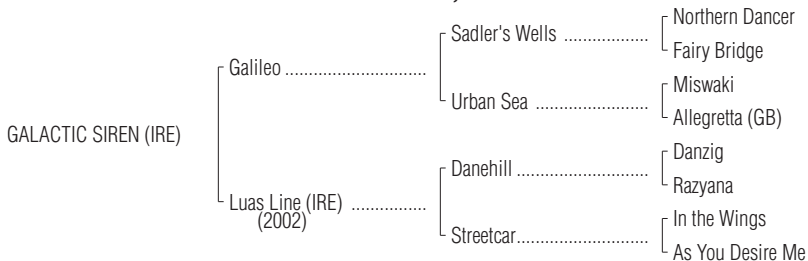 Northern Dancer
Sadler's Wells ...................
Fairy Bridge
Galileo ..............................
Miswaki
Urban Sea .........................
Allegretta (GB)
GALACTIC SIREN (IRE)
Danzig
Danehill .............................
Razyana
Luas Line (IRE) ................
(2002)
In the Wings
Streetcar.............................
As You Desire Me